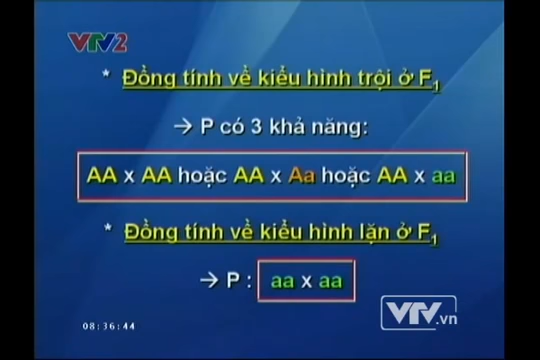 VTV2
* Đồng tính về kiểu hình trội ở F1
→ P có 3 khả năng:
AA x AA hoặc AA x Aa hoặc AA x aa
* Đồng tính về kiểu hình lặn ở F1
→ P : aa x aa
08:36:44
VTV.vn